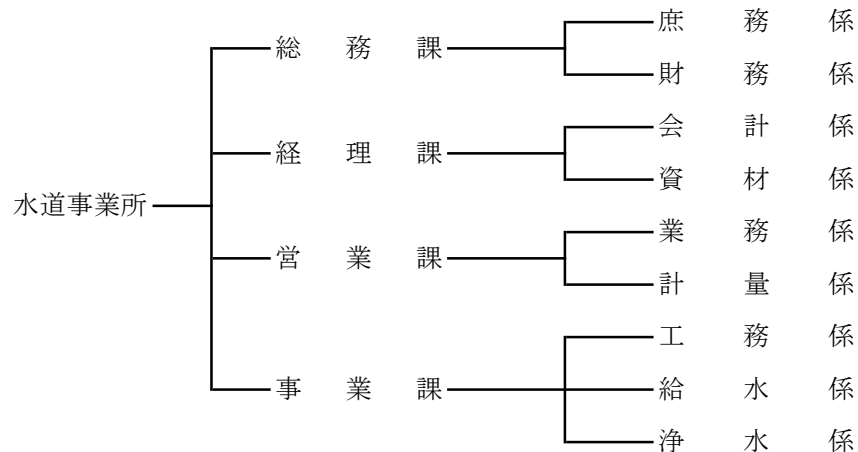 水道事業所
総務課
庶務係
財務係
経理課
会計係
資材係
営業課
業務係
計量係
事業課
工務係
給水係
浄水係